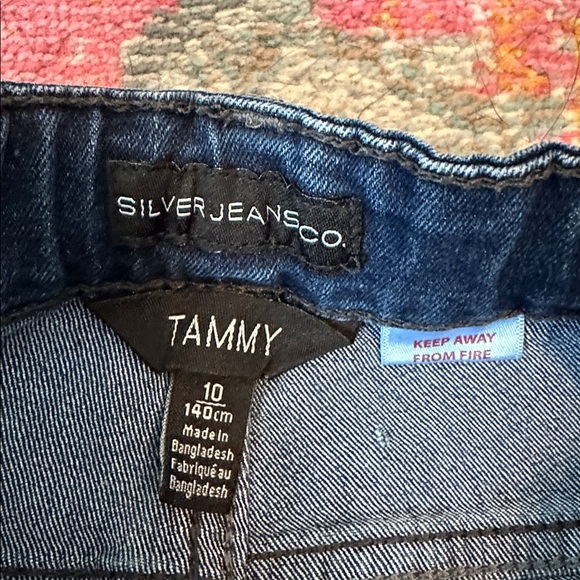 SILVER JEANS CO.
TAMMY
KEEP AWAY
FROM FIRE
10
140cm
Made in
Bangladesh
Fabriqué au
Bangladesh